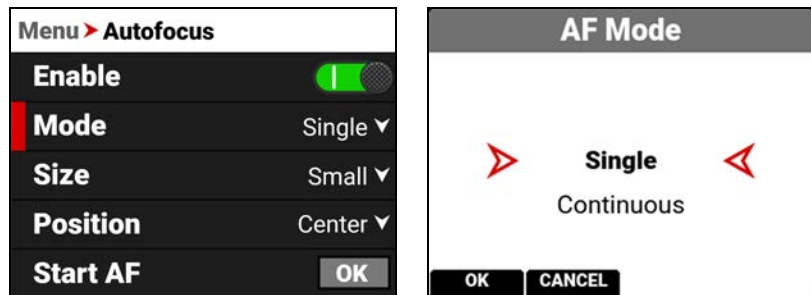 Menu > Autofocus
Enable
Mode Single
Size Small
Position Center
Start AF OK
AF Mode
Single
Continuous
OK CANCEL